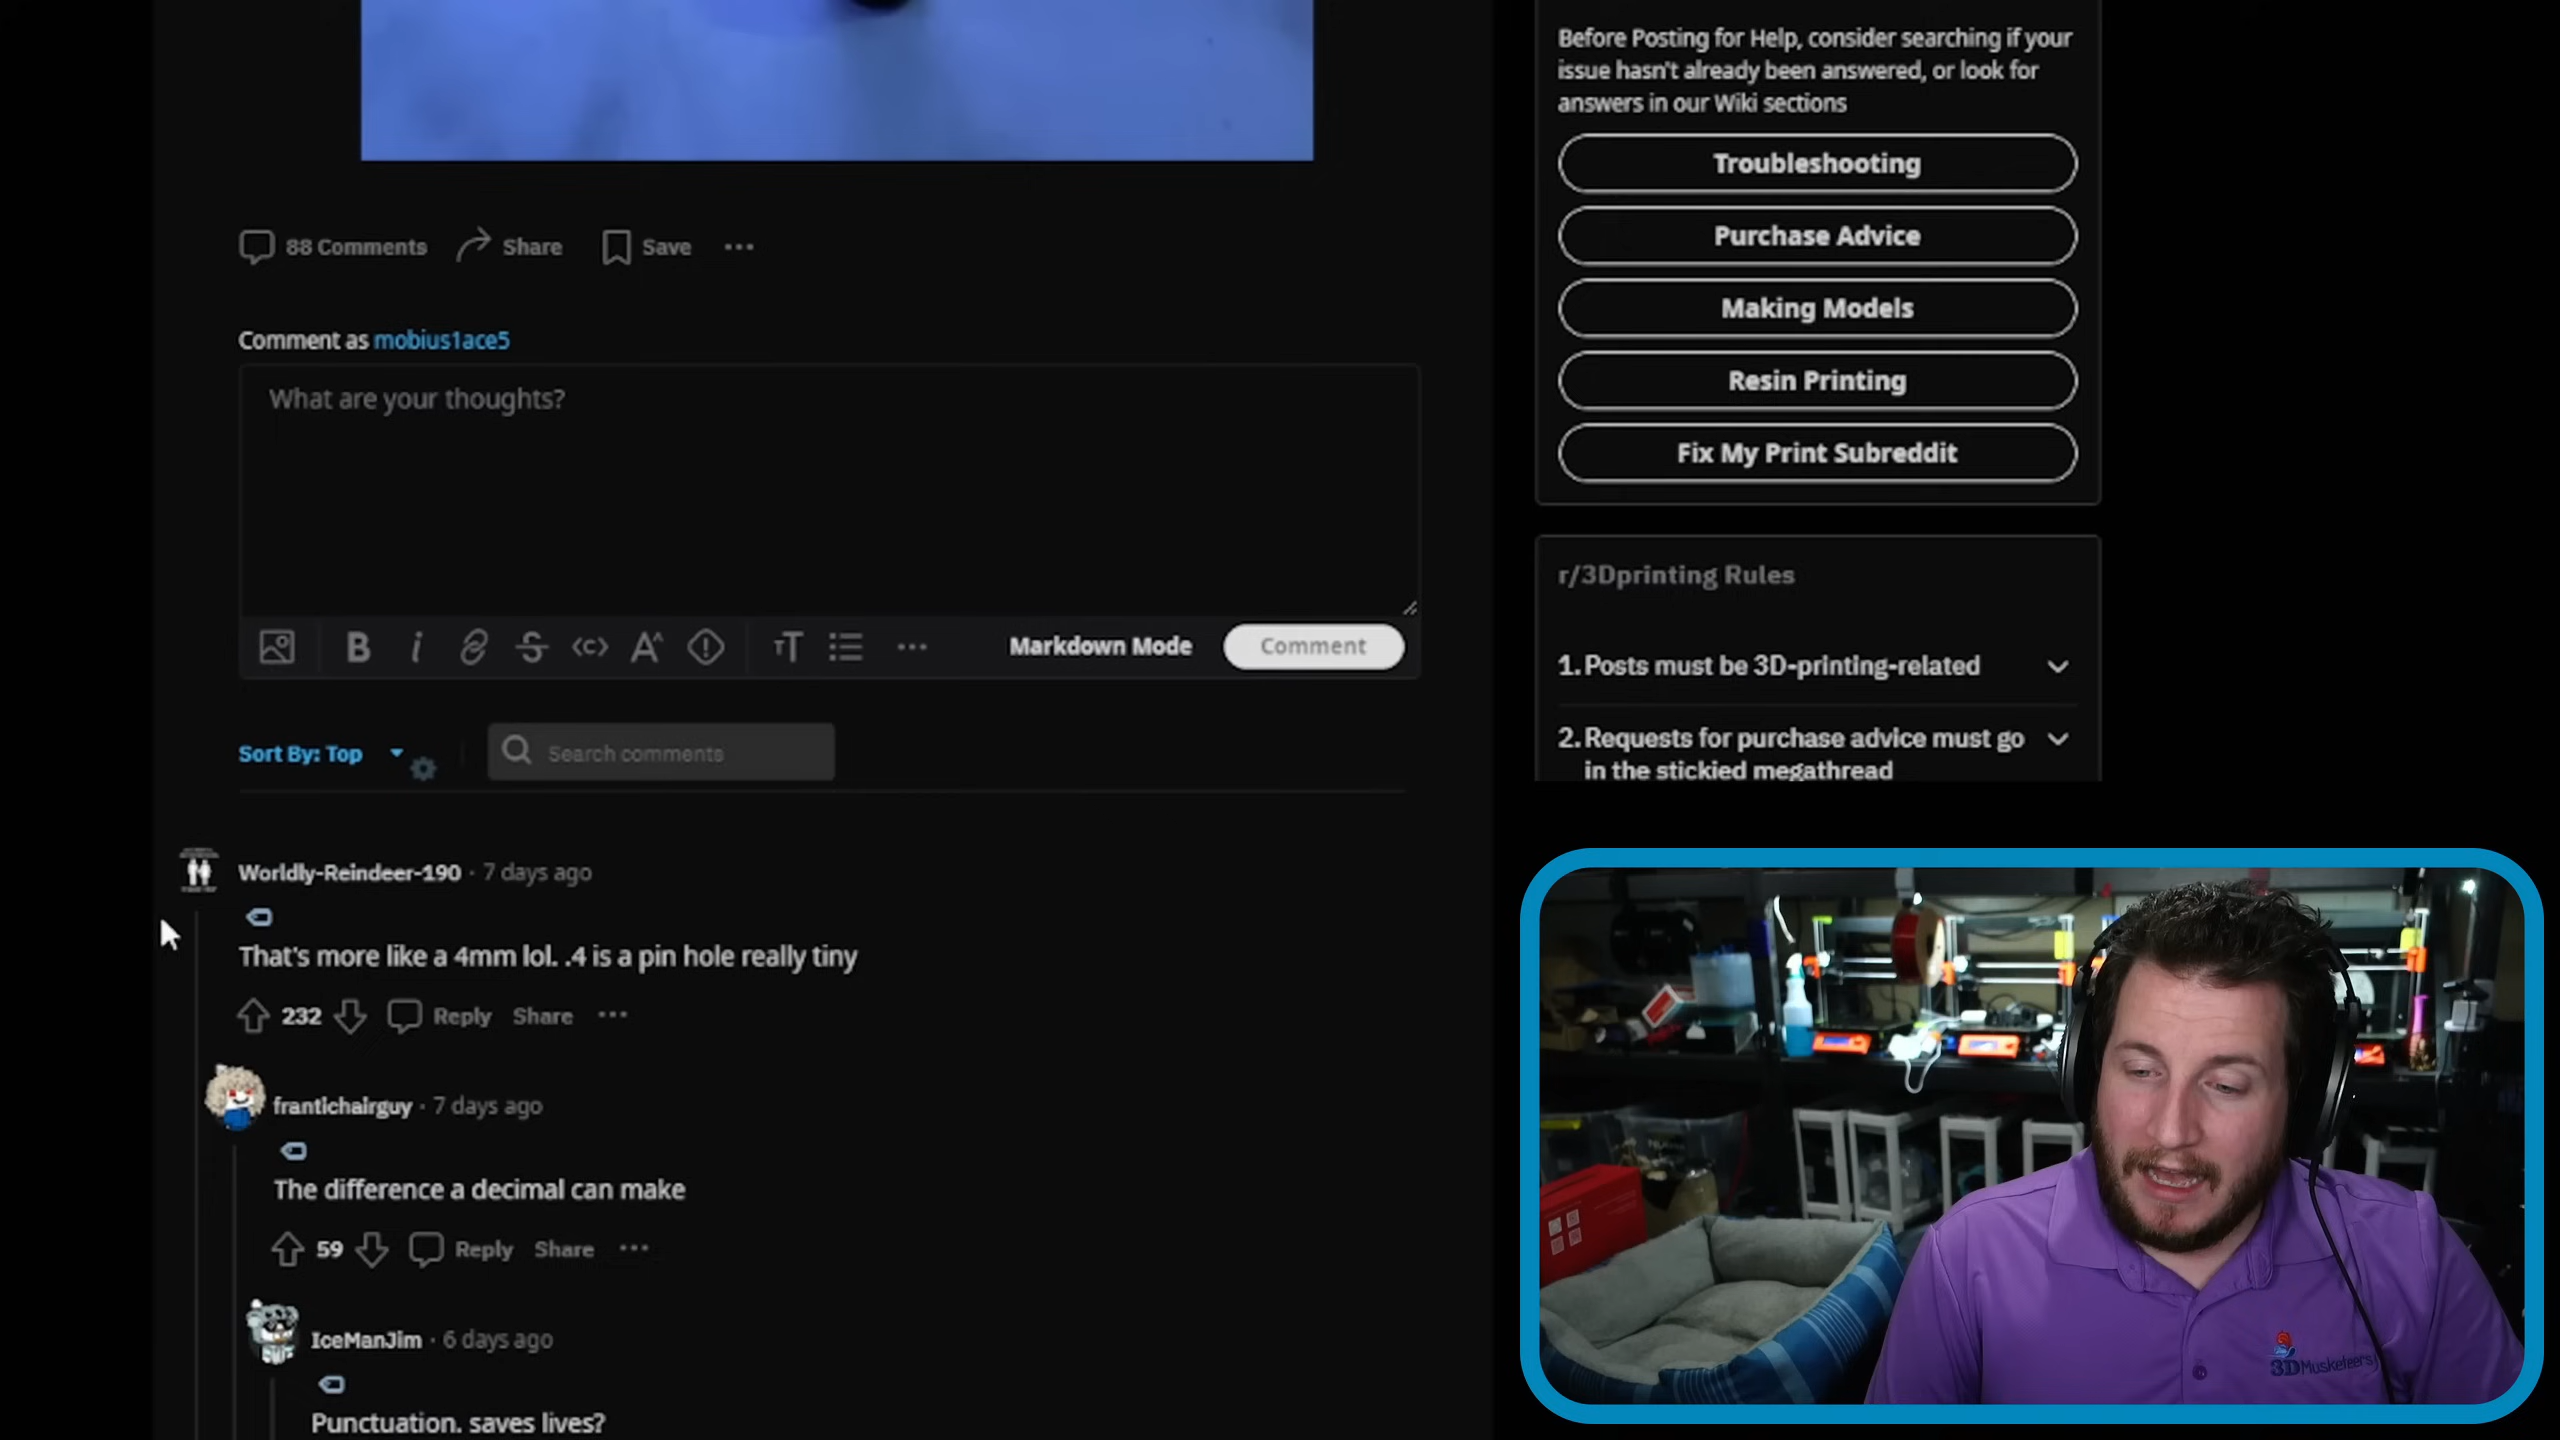 88 Comments
Share
Save
Comment as mobius1ace5
What are your thoughts?
B
i
Markdown Mode
Comment
Sort By: Top
Search comments
Worldly-Reindeer-190 · 7 days ago
That's more like a 4mm lol. .4 is a pin hole really tiny
232
Reply
Share
frantichairguy · 7 days ago
The difference a decimal can make
59
Reply
Share
IceManJim · 6 days ago
Punctuation. saves lives?
Before Posting for Help, consider searching if your
issue hasn't already been answered, or look for
answers in our Wiki sections
Troubleshooting
Purchase Advice
Making Models
Resin Printing
Fix My Print Subreddit
r/3Dprinting Rules
1. Posts must be 3D-printing-related
2. Requests for purchase advice must go
in the stickied megathread
3DMusketeers